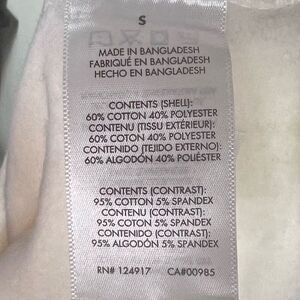 S
MADE IN BANGLADESH
FABRIQUÉ EN BANGLADESH
HECHO EN BANGLADESH
CONTENTS (SHELL):
60% COTTON 40% POLYESTER
CONTENU (TISSU EXTÉRIEUR):
60% COTON 40% POLYESTER
CONTENIDO (TEJIDO EXTERNO):
60% ALGODÓN 40% POLIÉSTER
CONTENTS (CONTRAST):
95% COTTON 5% SPANDEX
CONTENU (CONTRAST):
95% COTON 5% SPANDEX
CONTENIDO (CONTRAST):
95% ALGODÓN 5% SPANDEX
RN# 124917 CA#00985